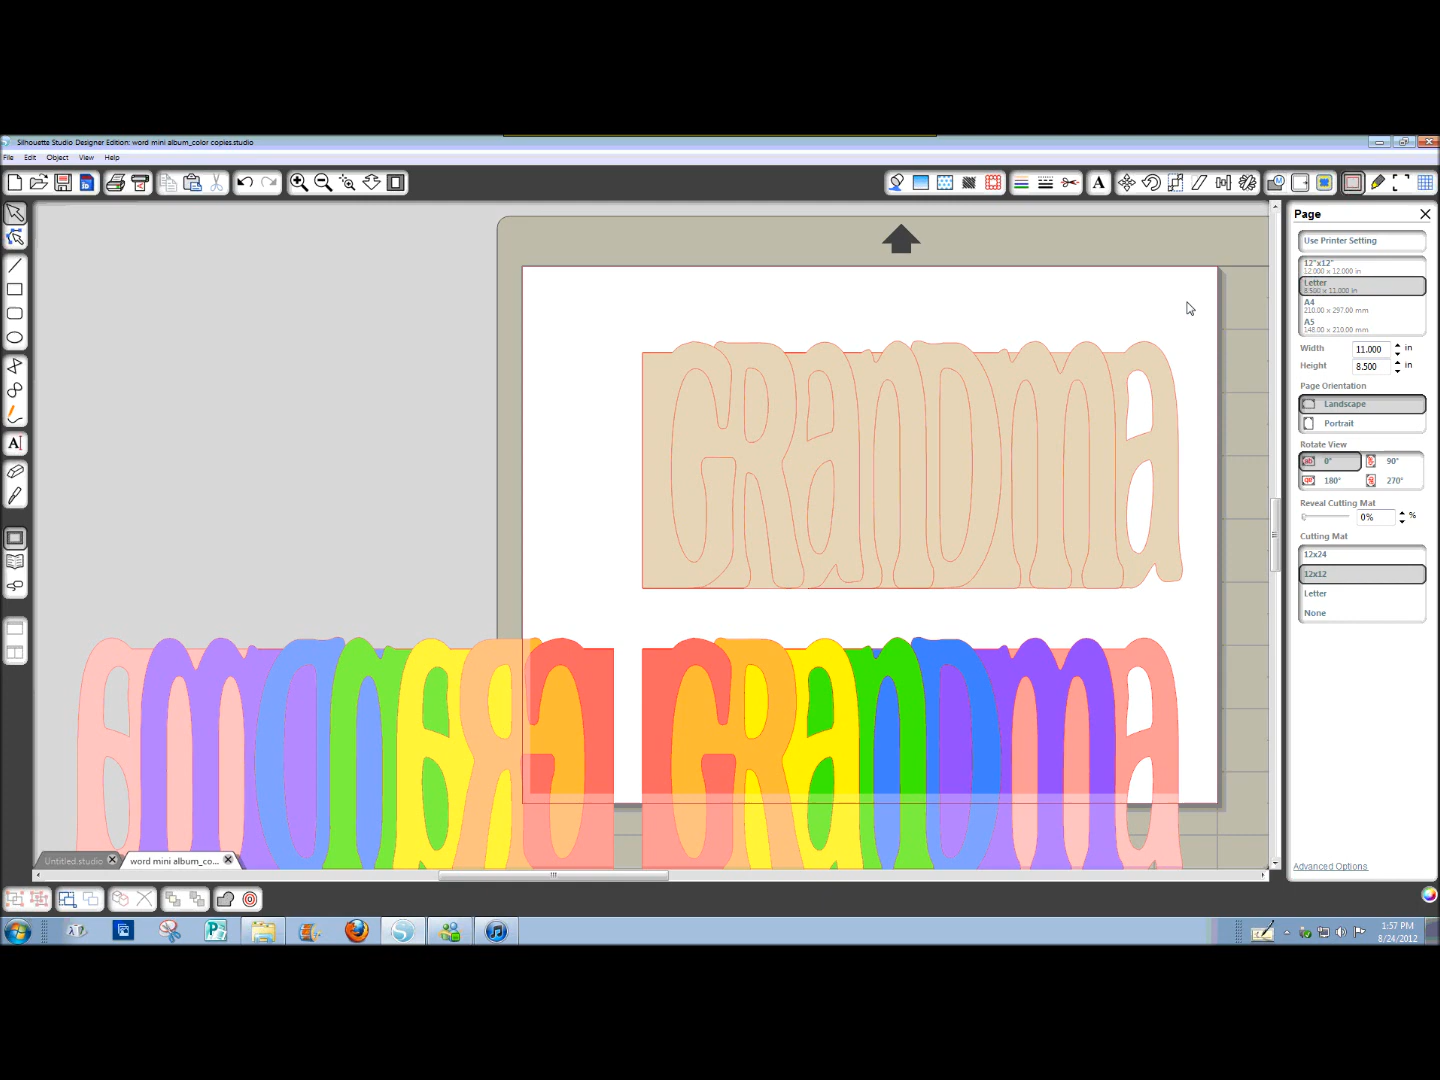 Silhouette Studio Designer Edition: word mini album_color copies.studio
File Edit Object View Help
Page
Use Printer Setting
12"x12"
12.000 x 12.000 in
Letter
8.500 x 11.000 in
A4
210.00 x 297.00 mm
A5
148.00 x 210.00 mm
Width 11.000 in
Height 8.500 in
Page Orientation
Landscape
Portrait
Rotate View
0° 90°
180° 270°
Reveal Cutting Mat
0% %
Cutting Mat
12x24
12x12
Letter
None
Advanced Options
GRanDma
GRanDma
GRanDma
Untitled.studio
word mini album_co...
1:57 PM
8/24/2012